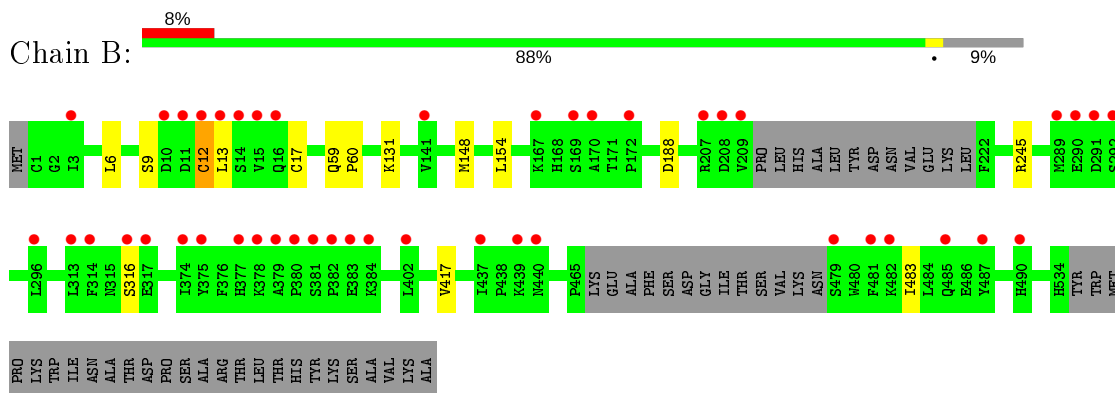 8%
Chain B:
88%
•
9%
MET C1 G2 I3 L6 S9 D10 D11 C12 L13 S14 V15 Q16 C17 Q59 P60 K131 V141 M148 L154 K167 H168 S169 A170 T171 P172 D188 R207 D208 V209 PRO LEU HIS ALA LEU TYR ASP ASN VAL GLU LYS LEU F222 R245 M289 E290 D291 S292
L296 L313 F314 N315 S316 E317 I374 Y375 F376 H377 K378 A379 P380 S381 P382 E383 K384 L402 V417 I437 P438 K439 N440 P465 LYS GLU ALA PHE SER ASP GLY ILE THR SER VAL LYS ASN S479 W480 F481 K482 I483 L484 Q485 E486 Y487 H490 H534 TYR TRP MET
PRO LYS TRP ILE ASN ALA THR ASP PRO SER ALA ARG THR LEU THR HIS TYR LYS SER ALA VAL LYS ALA